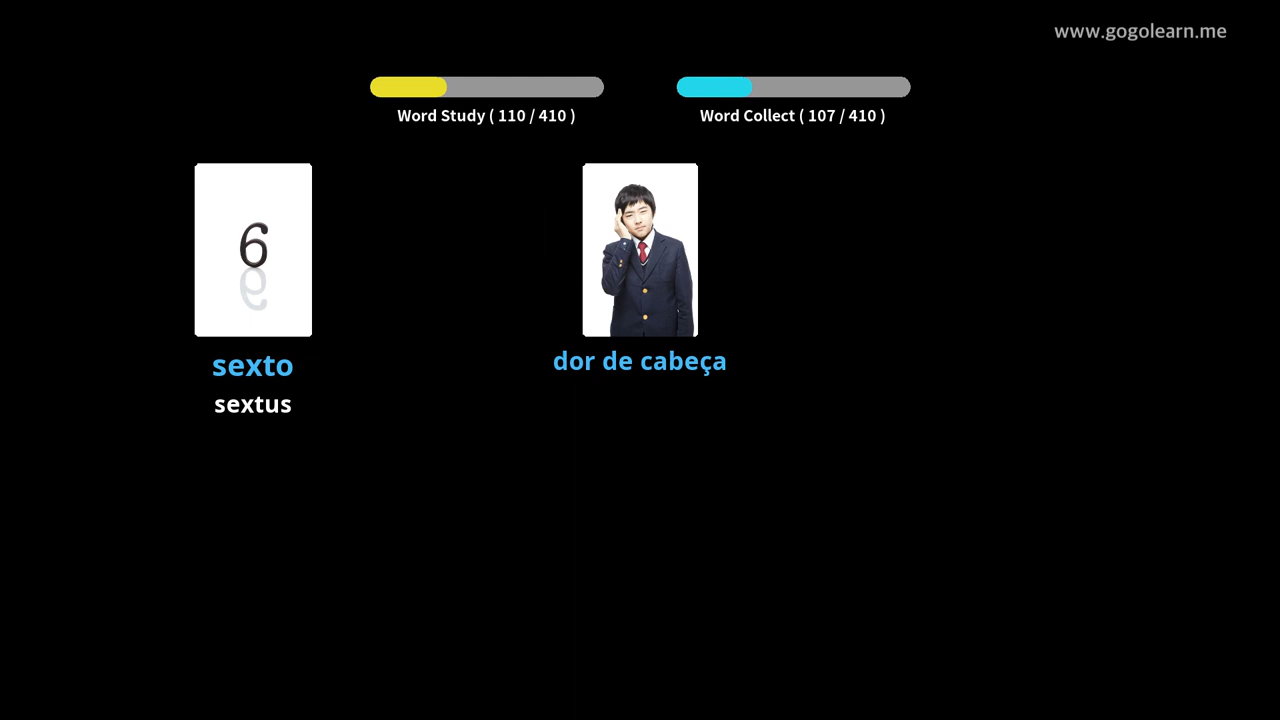 www.gogolearn.me
Word Study ( 110 / 410 )
Word Collect ( 107 / 410 )
6
sexto
sextus
dor de cabeça